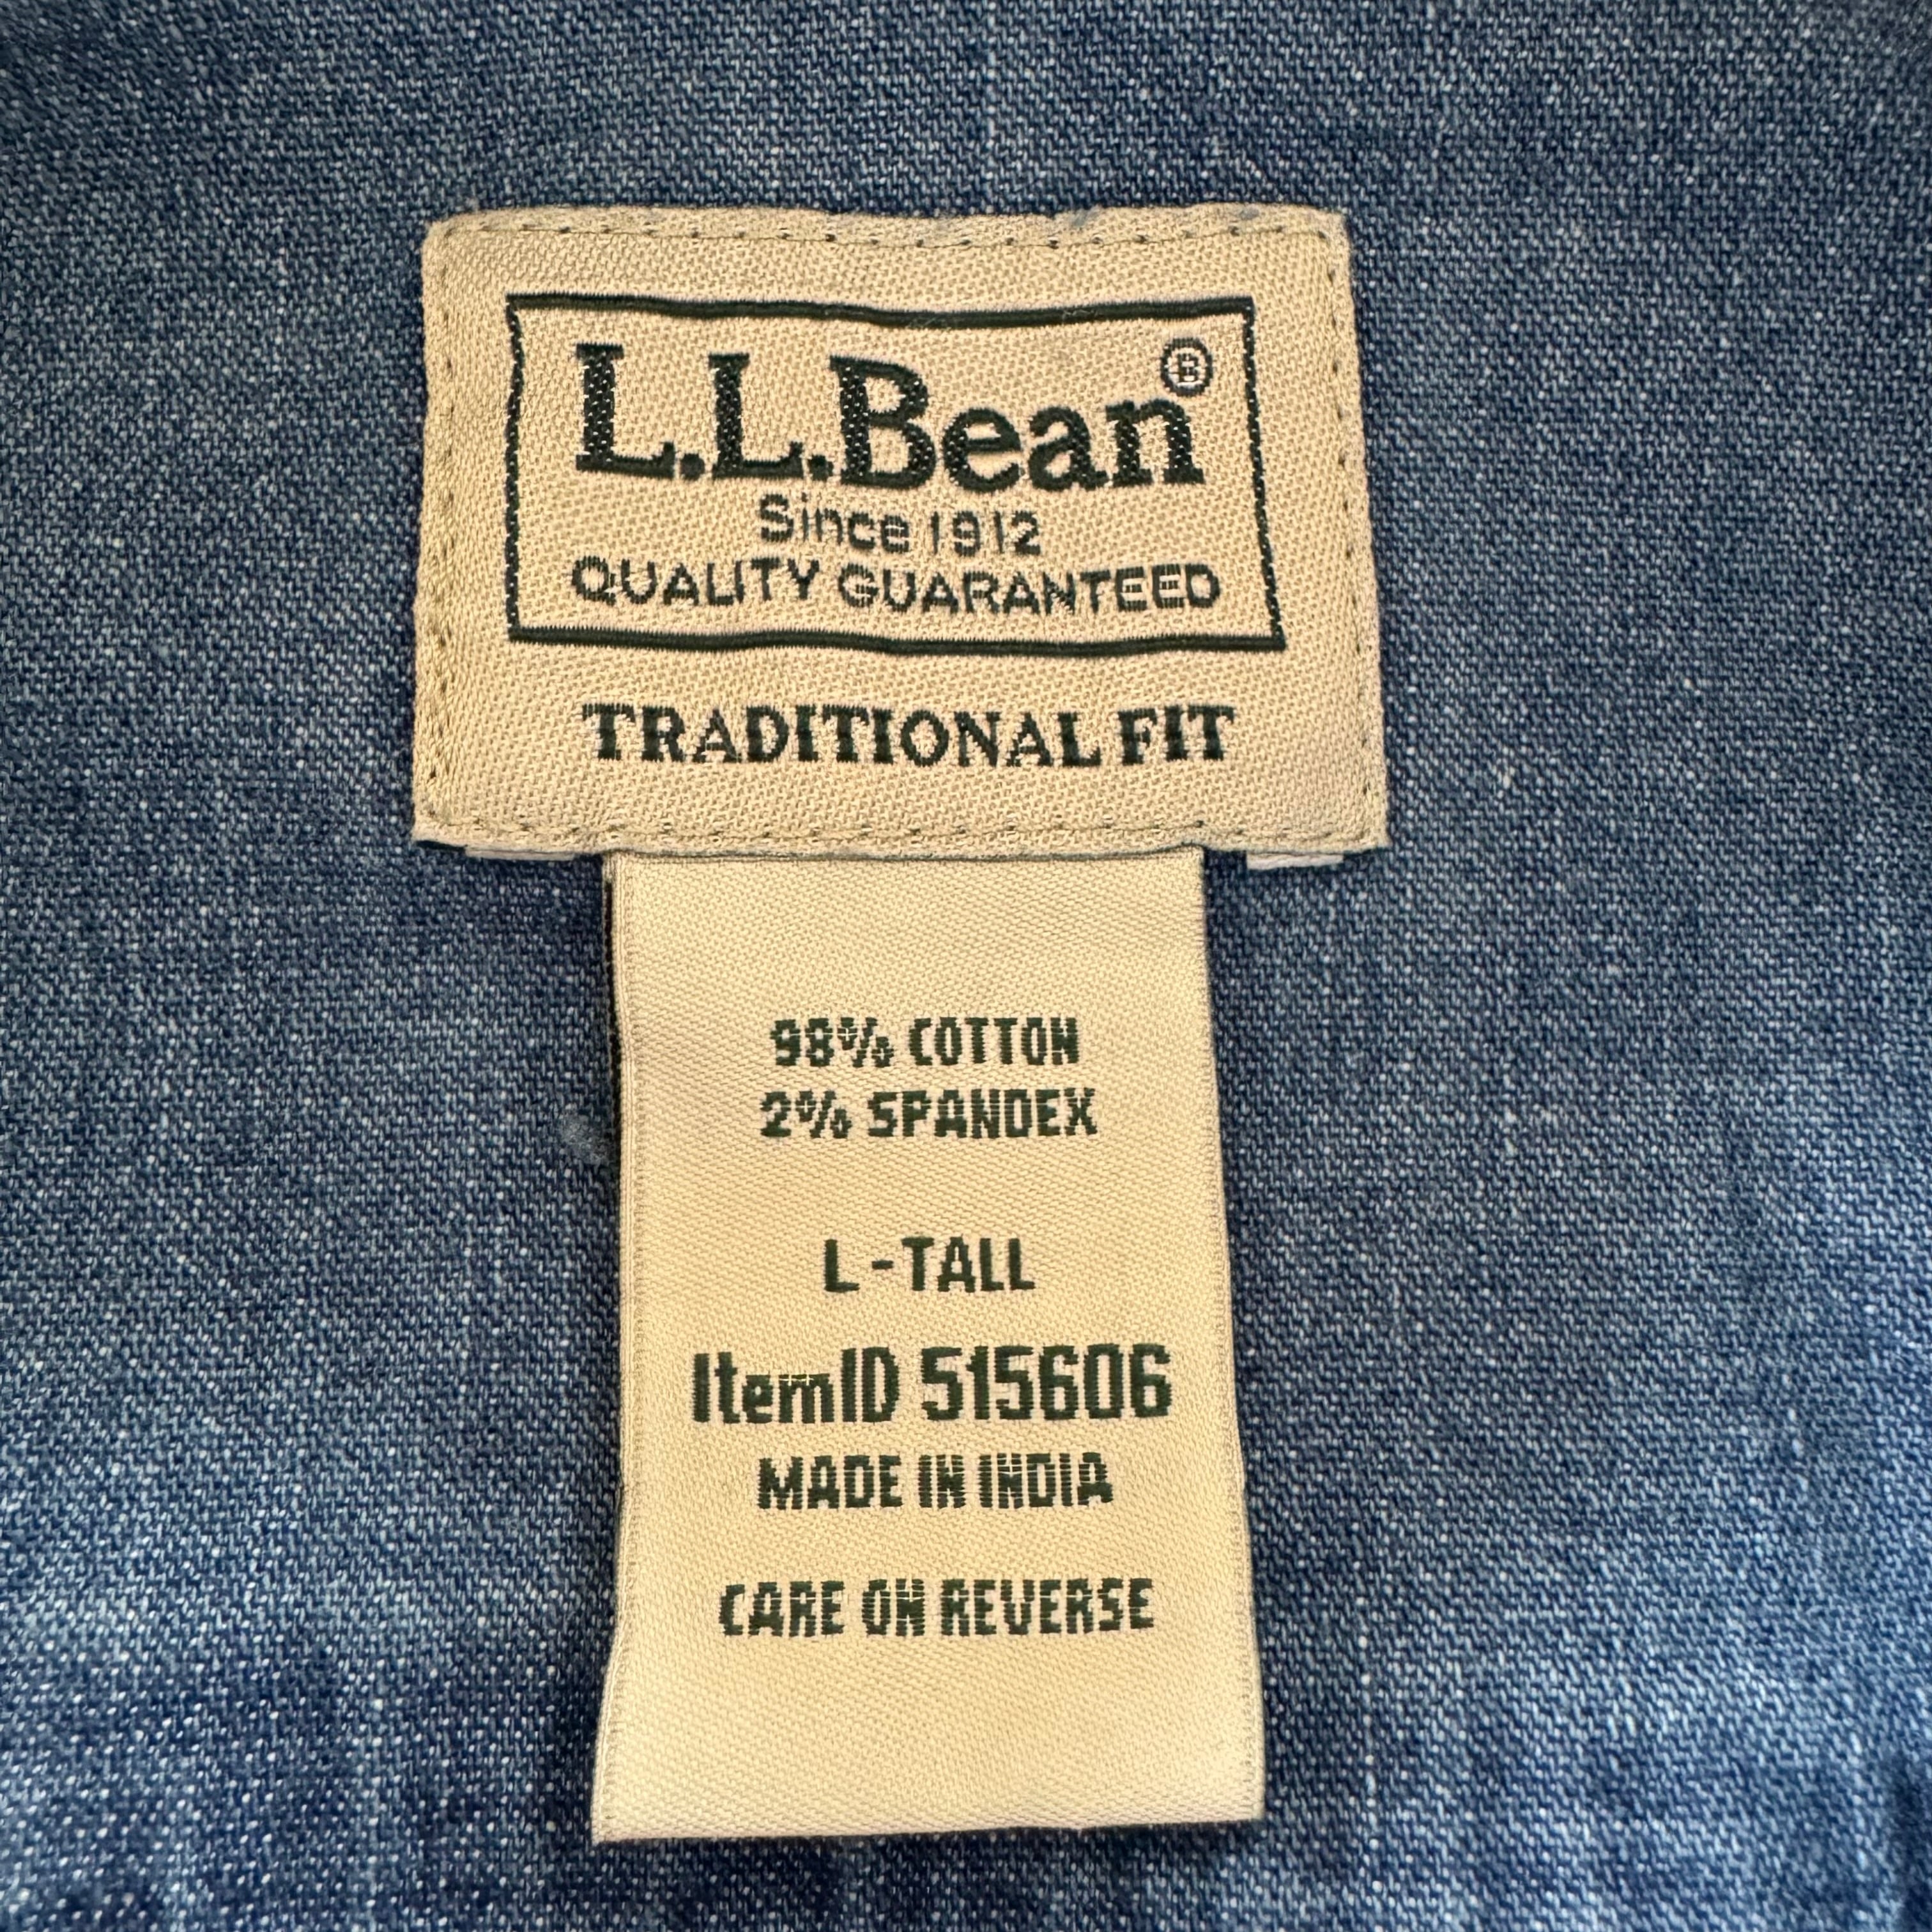 L.L.Bean®
Since 1912
QUALITY GUARANTEED
TRADITIONAL FIT
98% COTTON
2% SPANDEX
L-TALL
ItemID 515606
MADE IN INDIA
CARE ON REVERSE